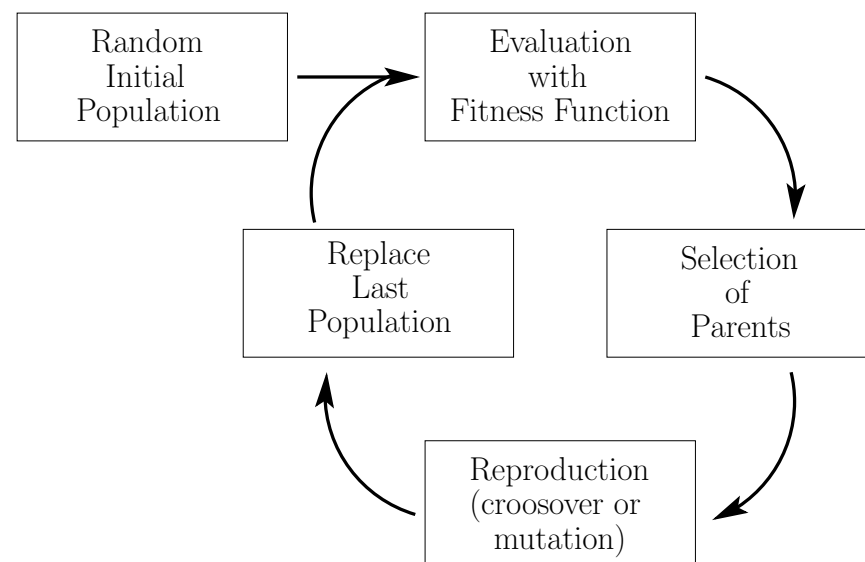 Random
Initial
Population
Evaluation
with
Fitness Function
Replace
Last
Population
Selection
of
Parents
Reproduction
(croosover or
mutation)